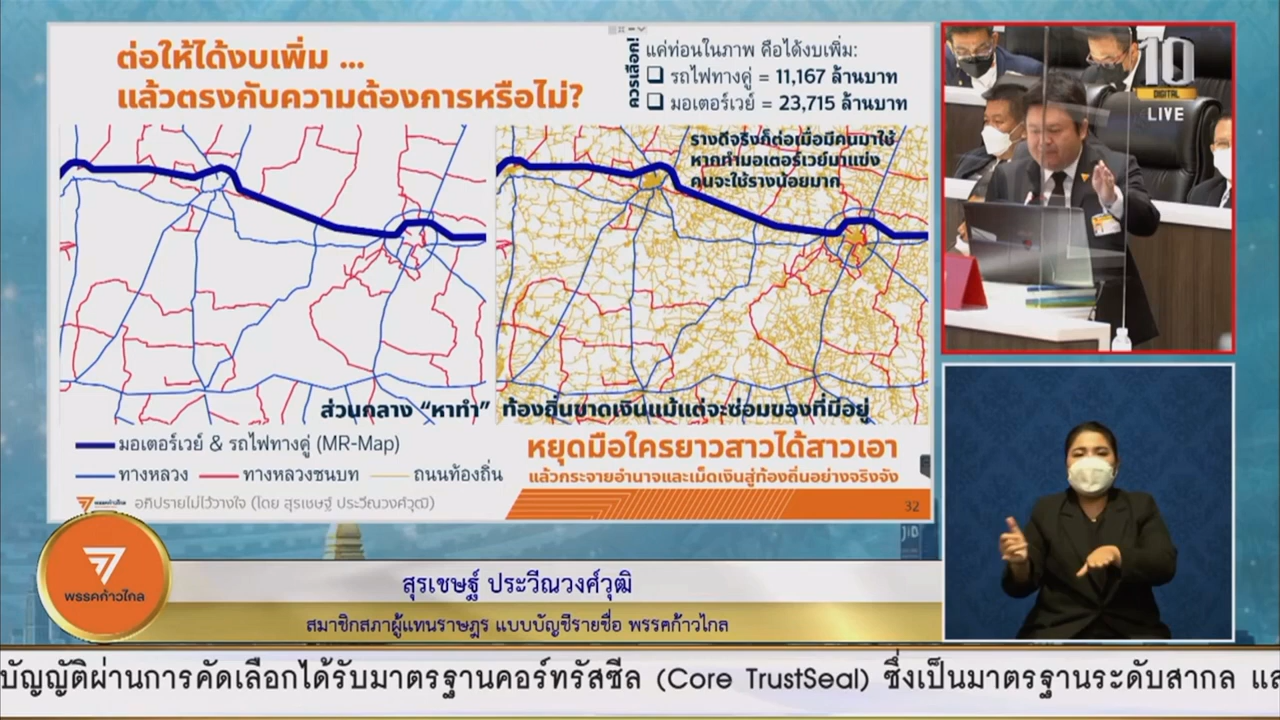 ต่อให้ได้งบเพิ่ม ...
แล้วตรงกับความต้องการหรือไม่?
ควรเลือก!
แค่ท่อนในภาพ คือได้งบเพิ่ม:
รถไฟทางคู่ = 11,167 ล้านบาท
มอเตอร์เวย์ = 23,715 ล้านบาท
รางดีจริงก็ต่อเมื่อมีคนมาใช้
หากทำมอเตอร์เวย์มาแข่ง
คนจะใช้รางน้อยมาก
ส่วนกลาง “หาทำ” ท้องถิ่นขาดเงินแม้แต่จะซ่อมของที่มีอยู่
มอเตอร์เวย์ & รถไฟทางคู่ (MR-Map)
ทางหลวง ทางหลวงชนบท ถนนท้องถิ่น
หยุดมือใครยาวสาวได้สาวเอา
แล้วกระจายอำนาจและเม็ดเงินสู่ท้องถิ่นอย่างจริงจัง
พรรคก้าวไกล
อภิปรายไม่ไว้วางใจ (โดย สุรเชษฐ์ ประวีณวงศ์วุฒิ)
32
10
DIGITAL
LIVE
พรรคก้าวไกล
สุรเชษฐ์ ประวีณวงศ์วุฒิ
สมาชิกสภาผู้แทนราษฎร แบบบัญชีรายชื่อ พรรคก้าวไกล
บัญญัติผ่านการคัดเลือกได้รับมาตรฐานคอร์ทรัสซีล (Core TrustSeal) ซึ่งเป็นมาตรฐานระดับสากล แล